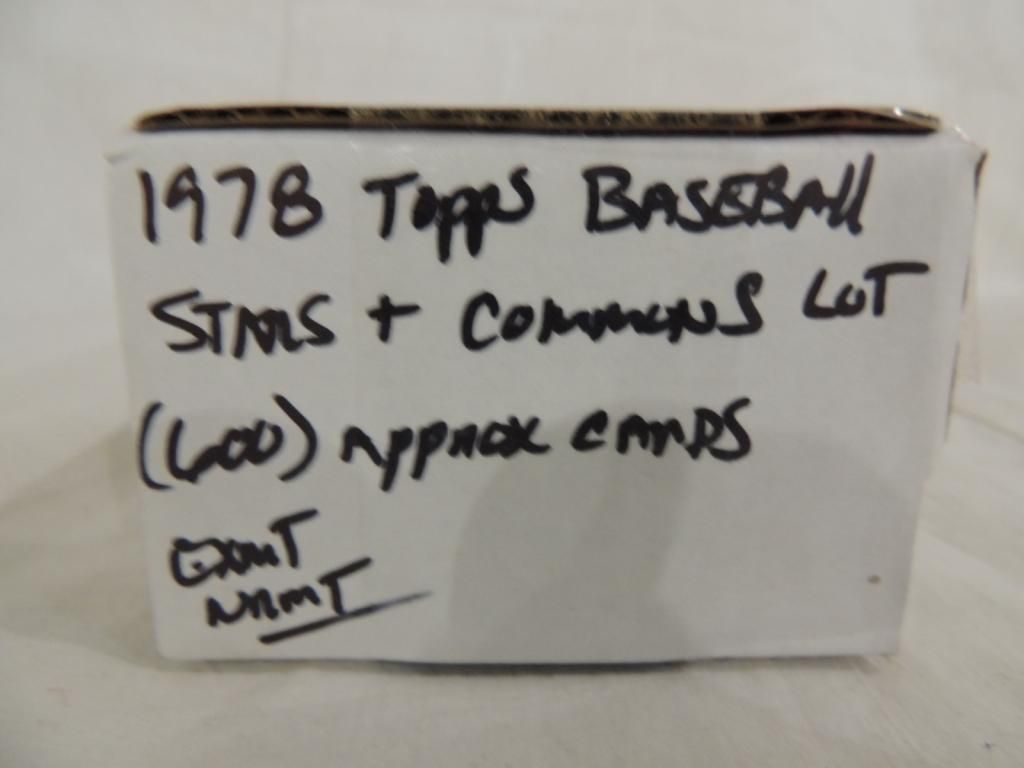 1978 Topps BASEBALL
STARS + COMMONS LOT
(600) APPROX CARDS
EXMT
NRMT